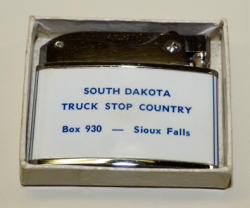 SOUTH DAKOTA
TRUCK STOP COUNTRY
Box 930 — Sioux Falls